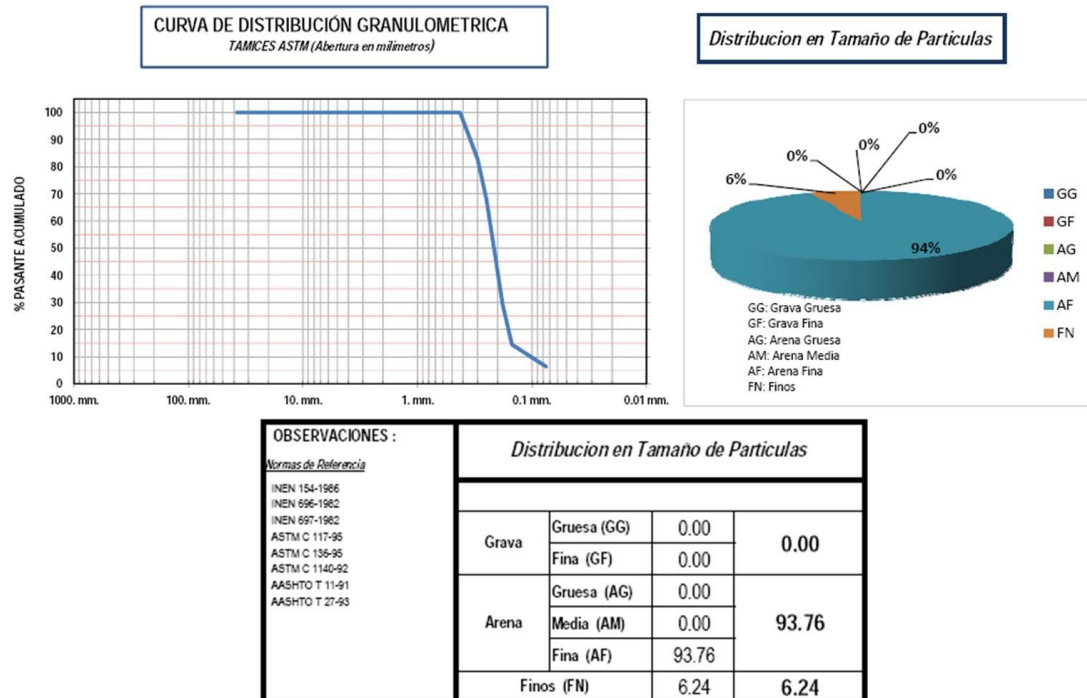 CURVA DE DISTRIBUCIÓN GRANULOMETRICA
TAMICES ASTM (Abertura en milimetros)
Distribucion en Tamaño de Particulas
% PASANTE ACUMULADO
100
90
80
70
60
50
40
30
20
10
0
1000. mm.
100. mm.
10. mm.
1. mm.
0.1 mm.
0.01 mm.
6%
0%
0%
0%
0%
94%
GG: Grava Gruesa
GF: Grava Fina
AG: Arena Gruesa
AM: Arena Media
AF: Arena Fina
FN: Finos
GG
GF
AG
AM
AF
FN
OBSERVACIONES :
Normas de Referencia
INEN 154-1986
INEN 696-1982
INEN 697-1982
ASTM C 117-95
ASTM C 136-95
ASTM C 1140-92
AASHTO T 11-91
AASHTO T 27-93
Distribucion en Tamaño de Particulas
Grava
Gruesa (GG) 0.00
0.00
Fina (GF) 0.00
Arena
Gruesa (AG) 0.00
Media (AM) 0.00
93.76
Fina (AF) 93.76
Finos (FN) 6.24 6.24